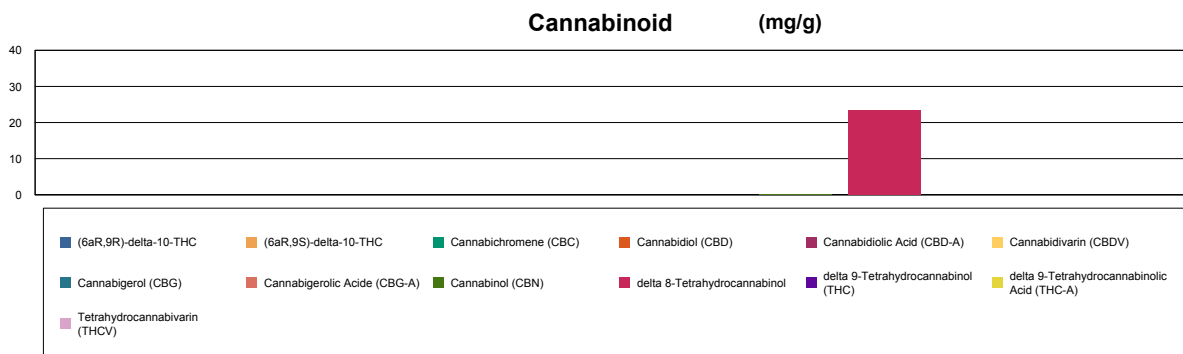 Cannabinoid (mg/g)
40
30
20
10
0
(6aR,9R)-delta-10-THC
(6aR,9S)-delta-10-THC
Cannabichromene (CBC)
Cannabidiol (CBD)
Cannabidiolic Acid (CBD-A)
Cannabidivarin (CBDV)
Cannabigerol (CBG)
Cannabigerolic Acide (CBG-A)
Cannabinol (CBN)
delta 8-Tetrahydrocannabinol
delta 9-Tetrahydrocannabinol
(THC)
delta 9-Tetrahydrocannabinolic
Acid (THC-A)
Tetrahydrocannabivarin
(THCV)